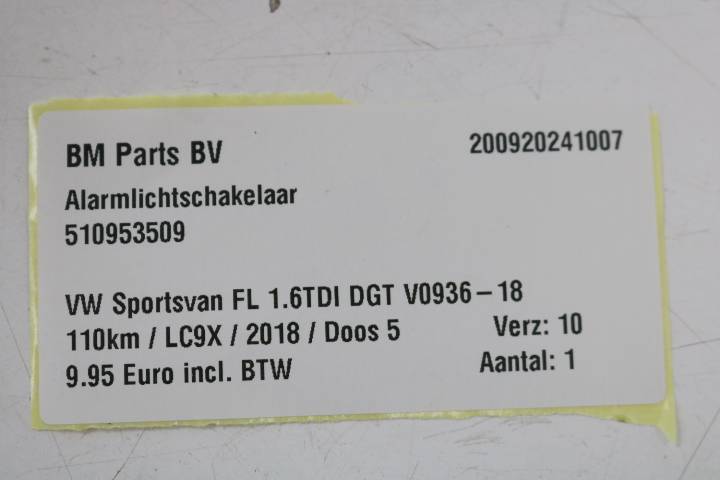 BM Parts BV 200920241007
Alarmlichtschakelaar
510953509
VW Sportsvan FL 1.6TDI DGT V0936-18
110km / LC9X / 2018 / Doos 5 Verz: 10
9.95 Euro incl. BTW Aantal: 1